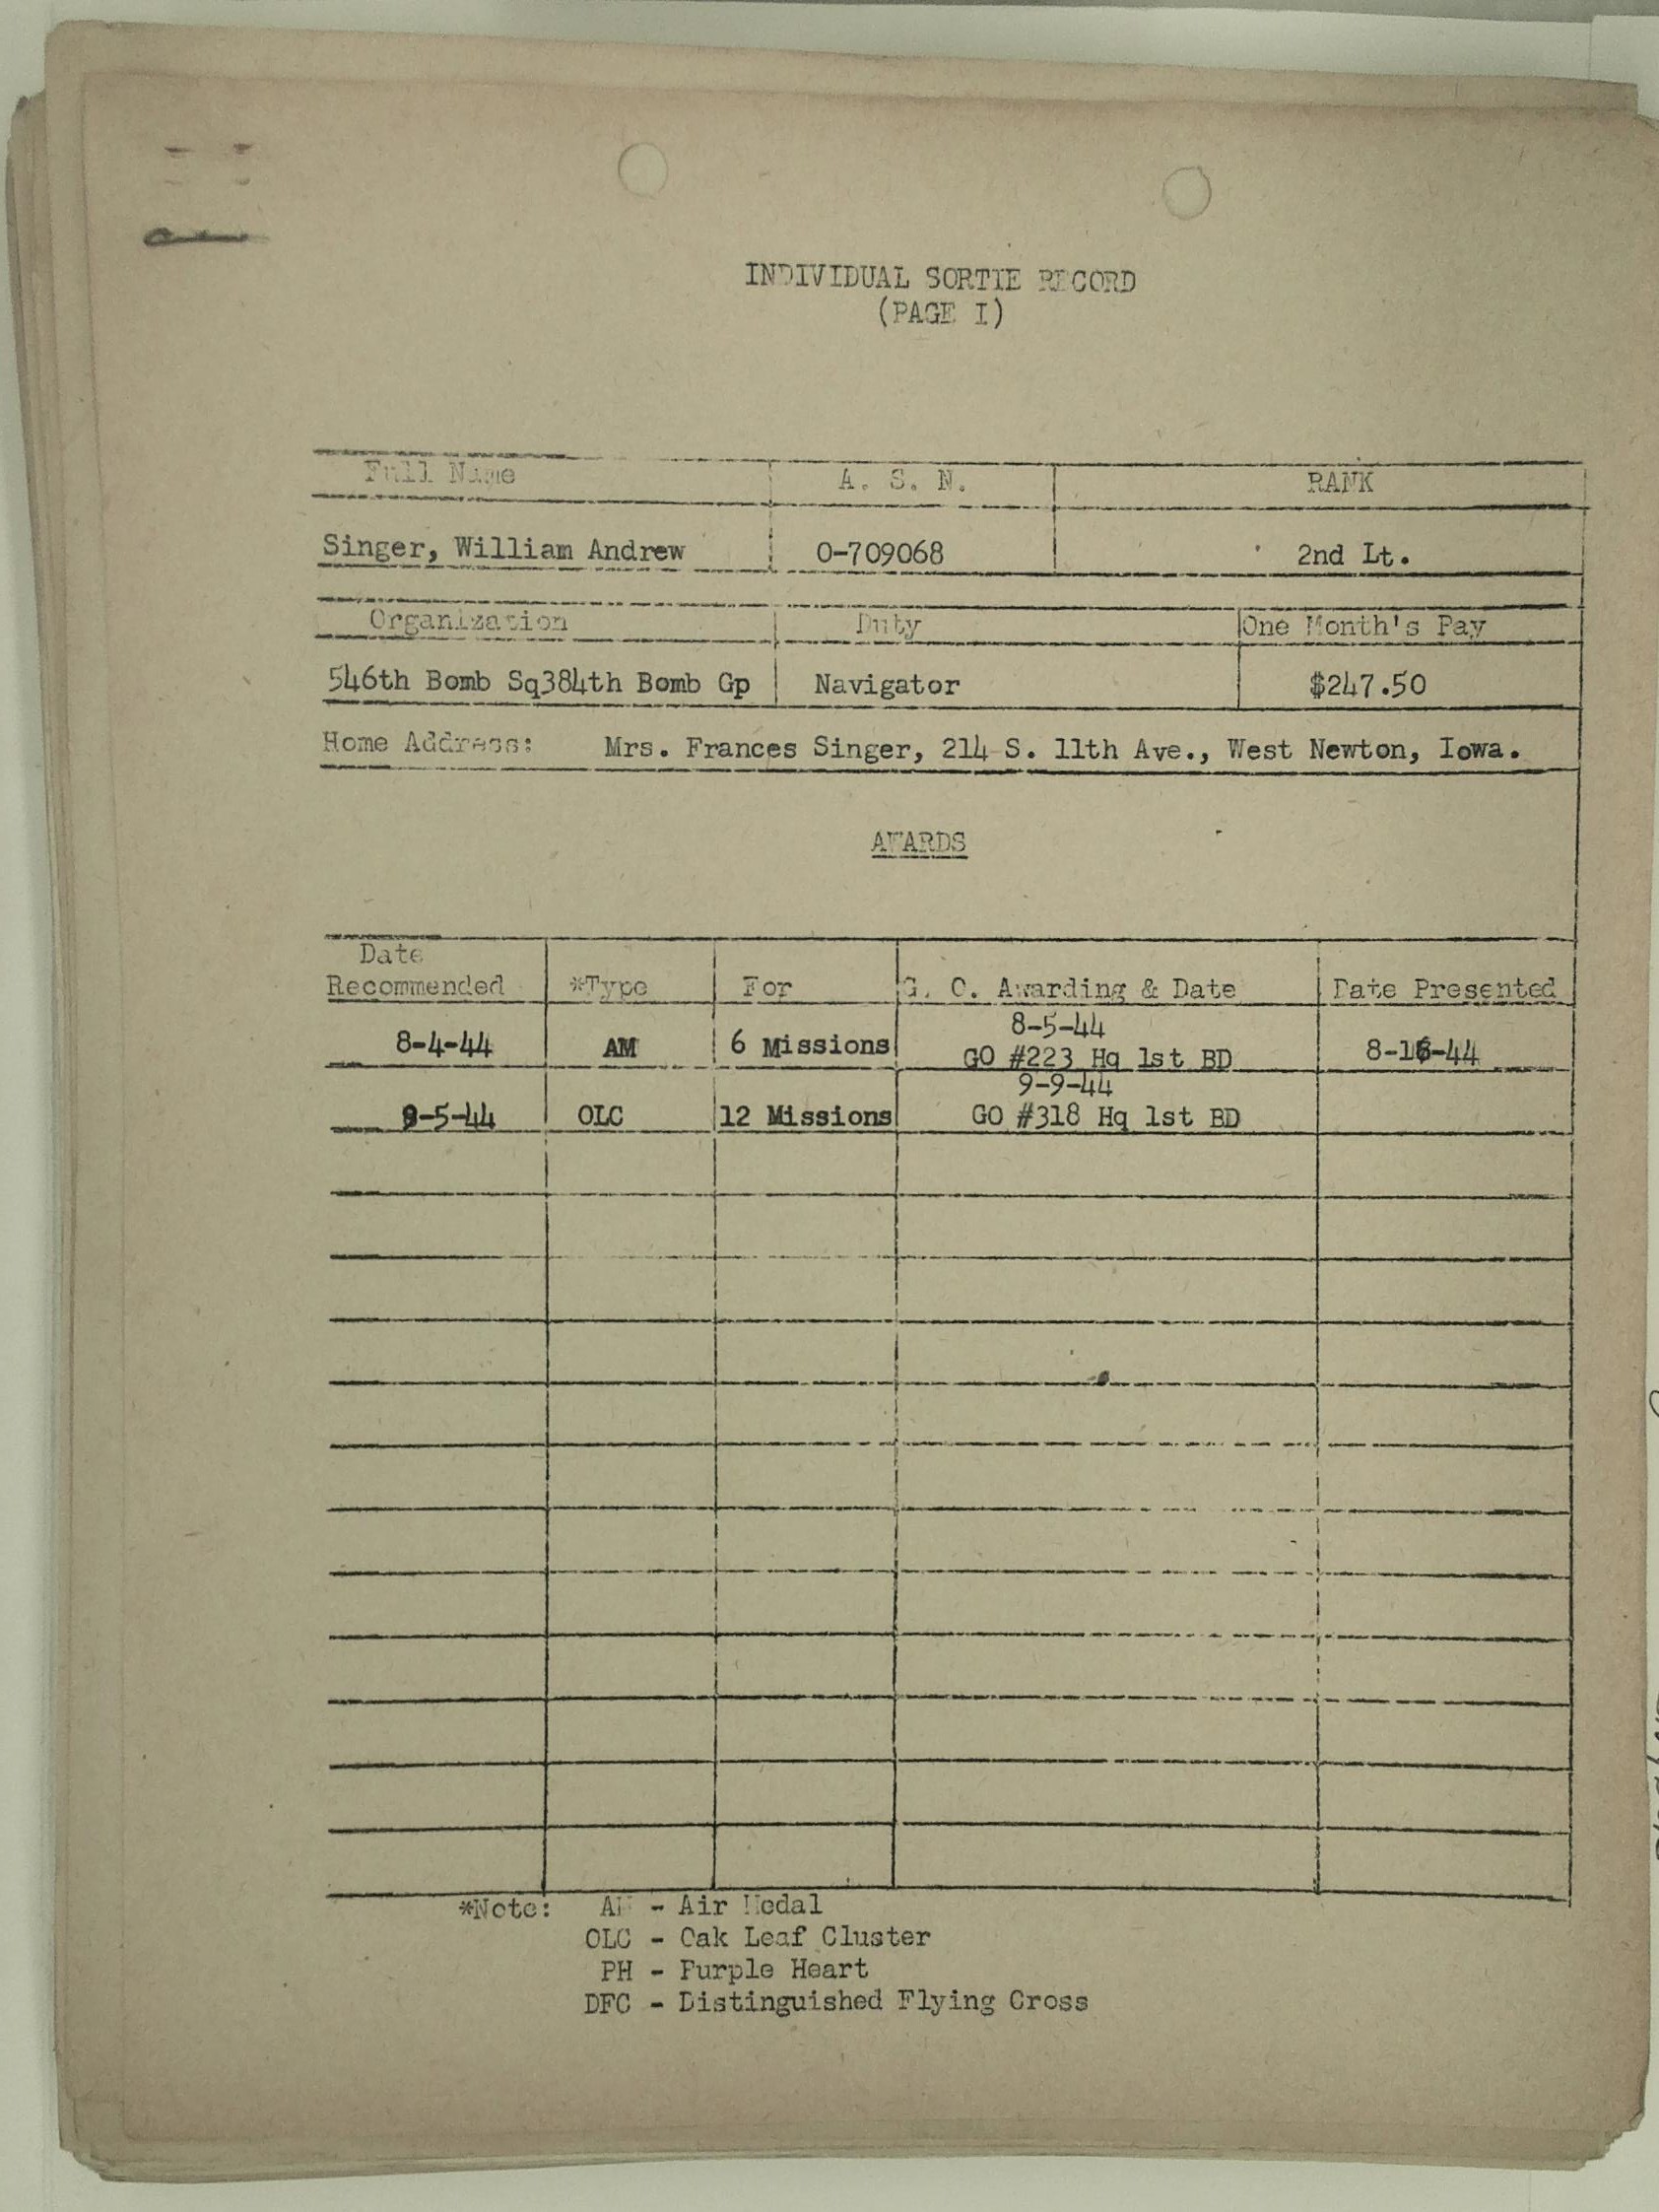 INDIVIDUAL SORTIE RECORD
(PAGE I)
Full Name A. S. N. RANK
Singer, William Andrew 0-709068 2nd Lt.
Organization Duty One Month's Pay
546th Bomb Sq384th Bomb Gp Navigator $247.50
Home Address: Mrs. Frances Singer, 214 S. 11th Ave., West Newton, Iowa.
AWARDS
Date
Recommended *Type For G. O. Awarding & Date Date Presented
8-5-44
8-4-44 AM 6 Missions GO #223 Hq 1st BD
9-9-44
9-5-44 OLC 12 Missions GO #318 Hq 1st BD
*Note: AM - Air Medal
OLC - Oak Leaf Cluster
PH - Purple Heart
DFC - Distinguished Flying Cross